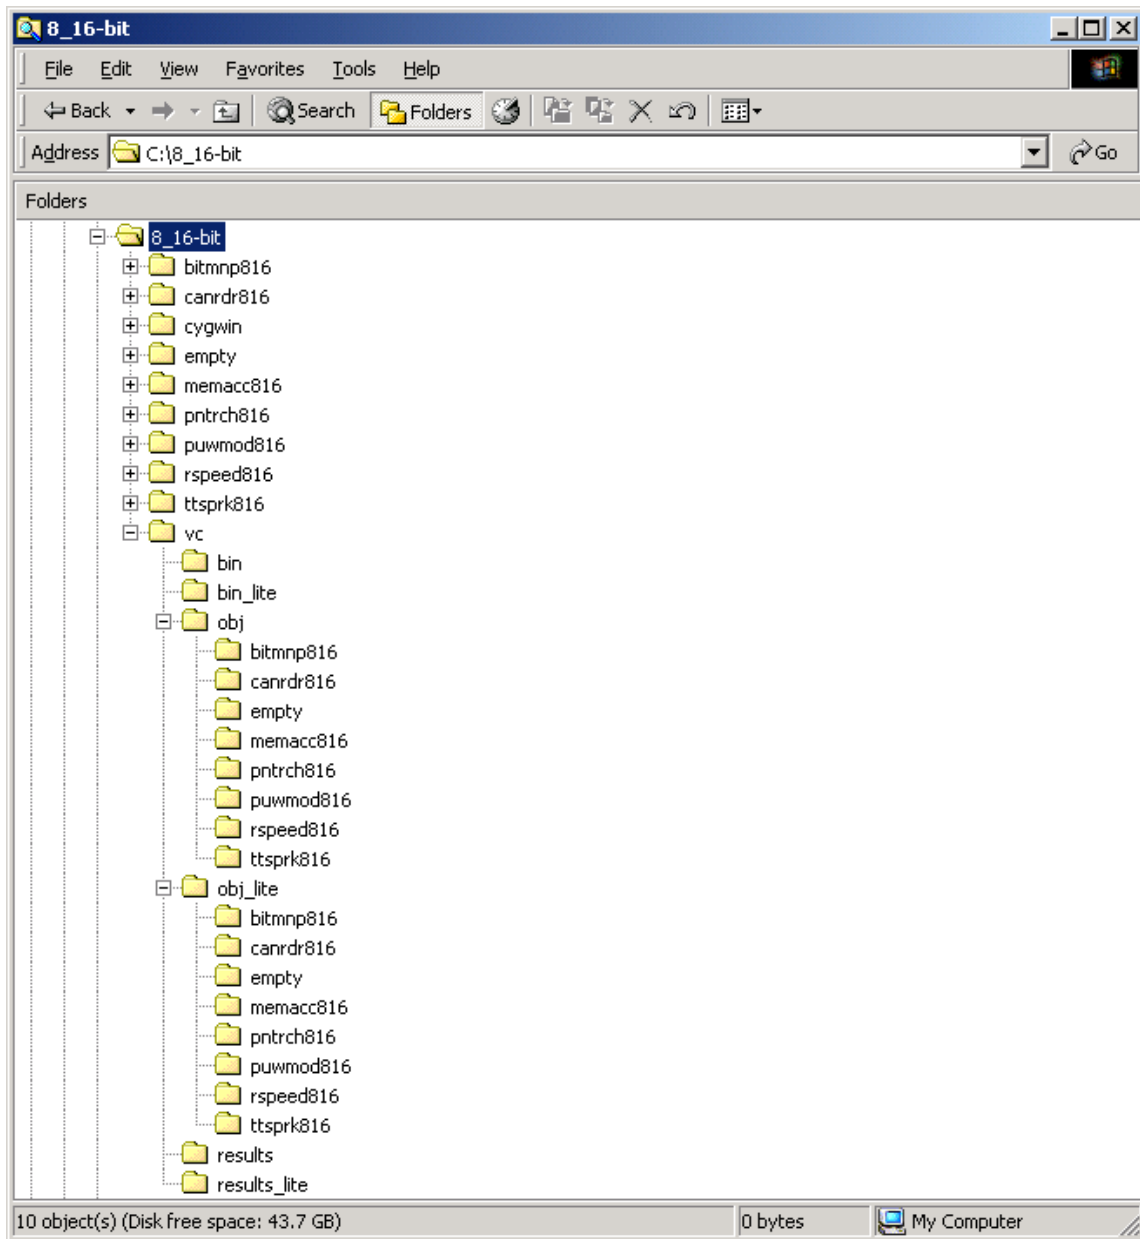 8_16-bit
File Edit View Favorites Tools Help
Back Search Folders
Address C:\8_16-bit Go
Folders
8_16-bit
bitmnp816
canrdr816
cygwin
empty
memacc816
pntrch816
puwmod816
rspeed816
ttsprk816
vc
bin
bin_lite
obj
bitmnp816
canrdr816
empty
memacc816
pntrch816
puwmod816
rspeed816
ttsprk816
obj_lite
bitmnp816
canrdr816
empty
memacc816
pntrch816
puwmod816
rspeed816
ttsprk816
results
results_lite
10 object(s) (Disk free space: 43.7 GB) 0 bytes My Computer